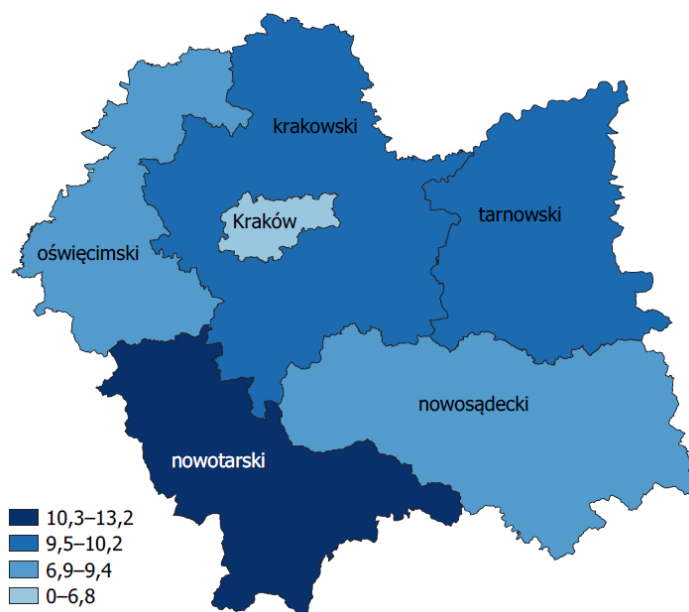 krakowski
Kraków
tarnowski
oświęcimski
nowosądecki
nowotarski
10,3–13,2
9,5–10,2
6,9–9,4
0–6,8